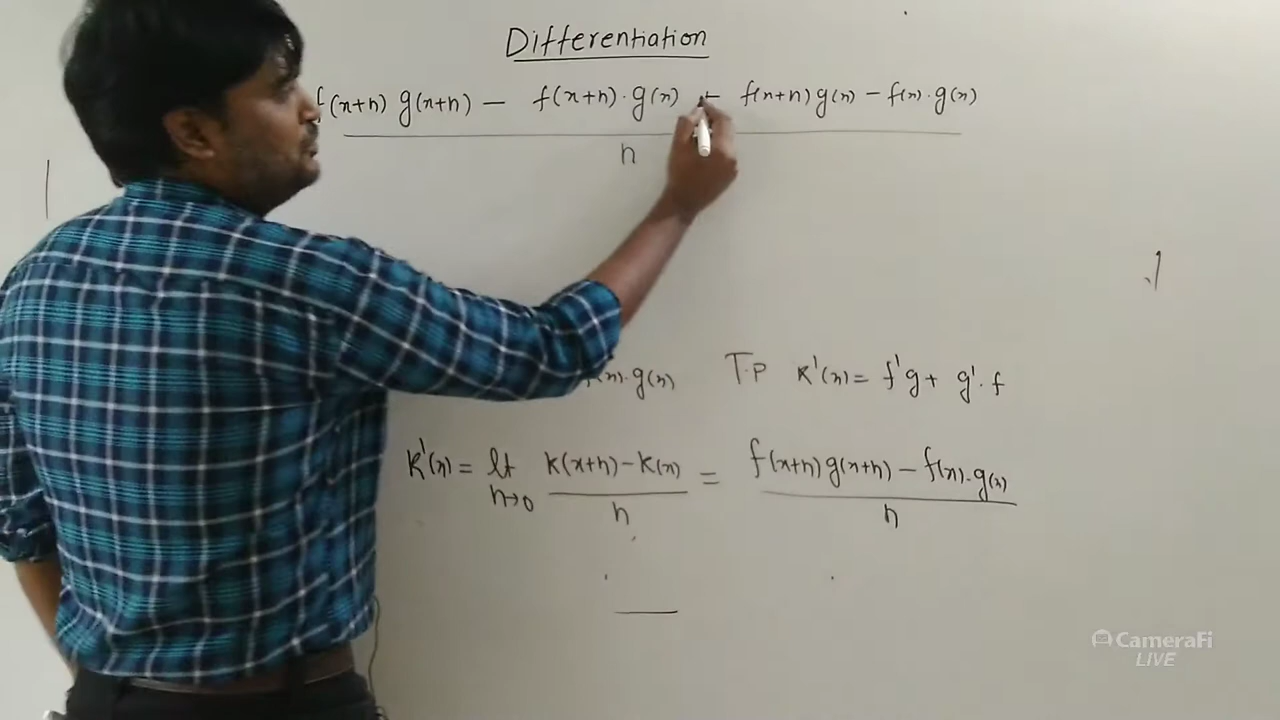 Differentiation
f(x+h) g(x+h) — f(x+h)·g(x) + f(x+h)g(x) – f(x)·g(x)
h
f(x)·g(x) T.P K'(x) = f'g + g'·f
K'(x) = lt h→0 K(x+h) – K(x) = f(x+h)g(x+h) – f(x)·g(x)
h h
CameraFi
LIVE